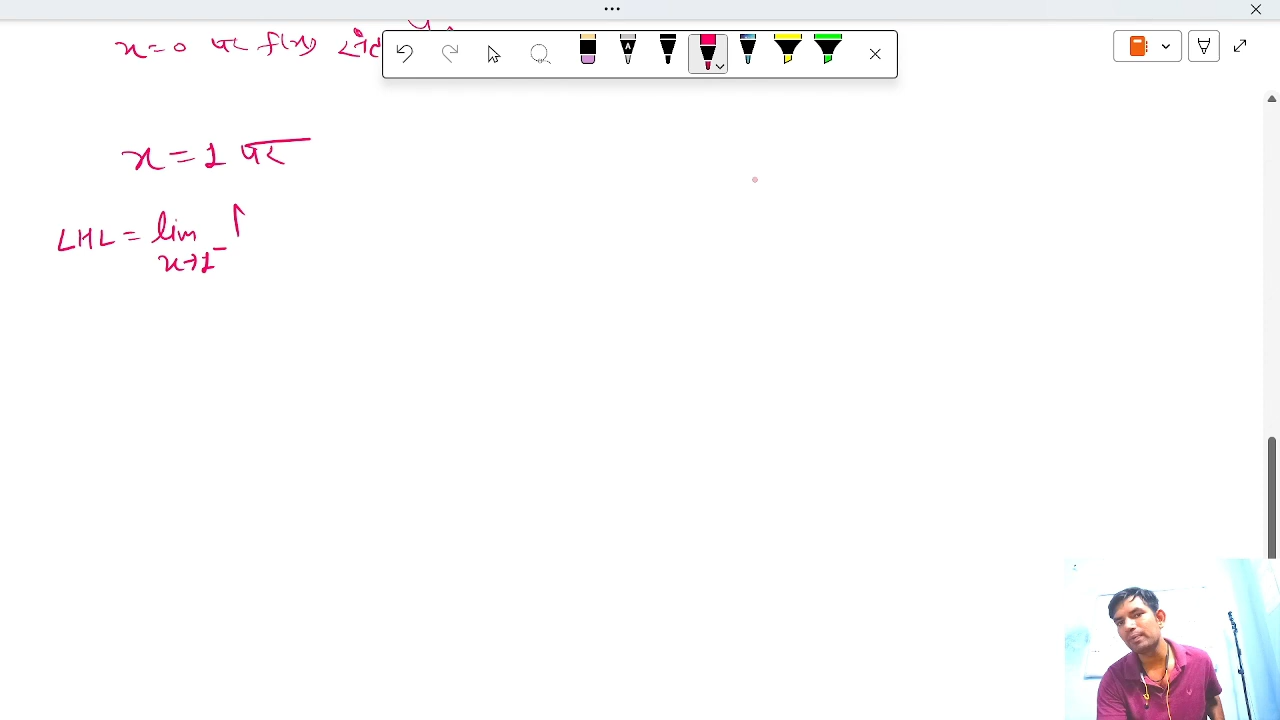 x=0 पर f(x)
x = 1 पर
LHL = lim
x→1⁻